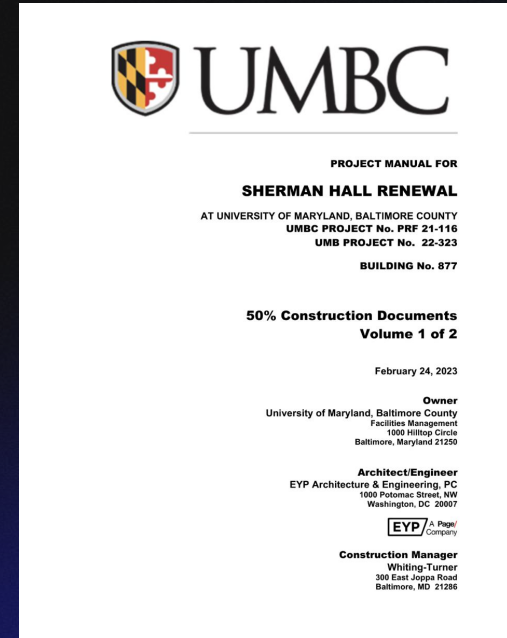 UMBC
PROJECT MANUAL FOR
SHERMAN HALL RENEWAL
AT UNIVERSITY OF MARYLAND, BALTIMORE COUNTY
UMBC PROJECT No. PRF 21-116
UMB PROJECT No. 22-323
BUILDING No. 877
50% Construction Documents
Volume 1 of 2
February 24, 2023
Owner
University of Maryland, Baltimore County
Facilities Management
1000 Hilltop Circle
Baltimore, Maryland 21250
Architect/Engineer
EYP Architecture & Engineering, PC
1000 Potomac Street, NW
Washington, DC 20007
EYP/ A Page/
Company
Construction Manager
Whiting-Turner
300 East Joppa Road
Baltimore, MD 21286